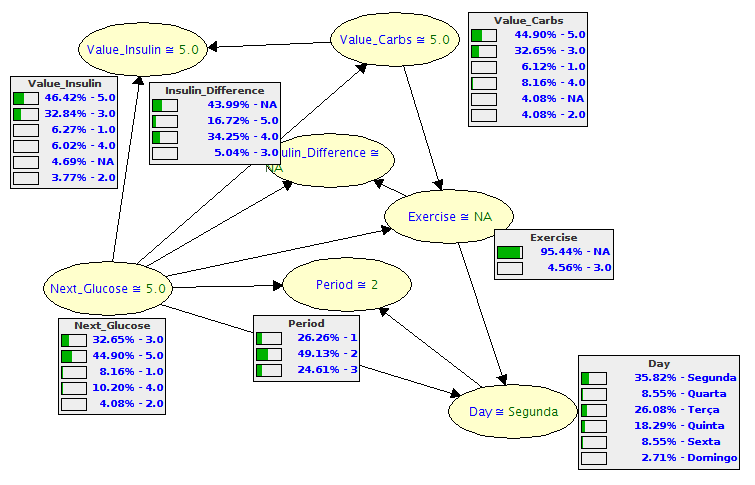 Value_Insulin ≅ 5.0
Value_Carbs ≅ 5.0
Value_Carbs
44.90% - 5.0
32.65% - 3.0
6.12% - 1.0
8.16% - 4.0
4.08% - NA
4.08% - 2.0
Value_Insulin
46.42% - 5.0
32.84% - 3.0
6.27% - 1.0
6.02% - 4.0
4.69% - NA
3.77% - 2.0
Insulin_Difference
43.99% - NA
16.72% - 5.0
34.25% - 4.0
5.04% - 3.0
ulin_Difference ≅
NA
Exercise ≅ NA
Exercise
95.44% - NA
4.56% - 3.0
Next_Glucose ≅ 5.0
Period ≅ 2
Next_Glucose
32.65% - 3.0
44.90% - 5.0
8.16% - 1.0
10.20% - 4.0
4.08% - 2.0
Period
26.26% - 1
49.13% - 2
24.61% - 3
Day ≅ Segunda
Day
35.82% - Segunda
8.55% - Quarta
26.08% - Terça
18.29% - Quinta
8.55% - Sexta
2.71% - Domingo